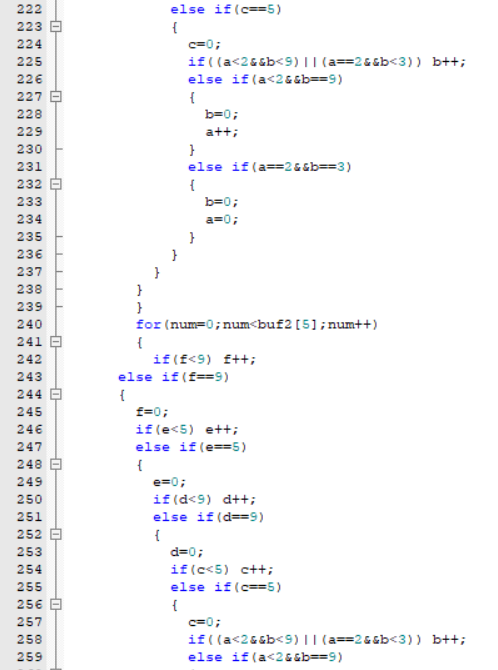 222 else if(c==5)
223 {
224 c=0;
225 if((a<2&&b<9)||(a==2&&b<3)) b++;
226 else if(a<2&&b==9)
227 {
228 b=0;
229 a++;
230 }
231 else if(a==2&&b==3)
232 {
233 b=0;
234 a=0;
235 }
236 }
237 }
238 }
239 }
240 for(num=0;num<buf2[5];num++)
241 {
242 if(f<9) f++;
243 else if(f==9)
244 {
245 f=0;
246 if(e<5) e++;
247 else if(e==5)
248 {
249 e=0;
250 if(d<9) d++;
251 else if(d==9)
252 {
253 d=0;
254 if(c<5) c++;
255 else if(c==5)
256 {
257 c=0;
258 if((a<2&&b<9)||(a==2&&b<3)) b++;
259 else if(a<2&&b==9)